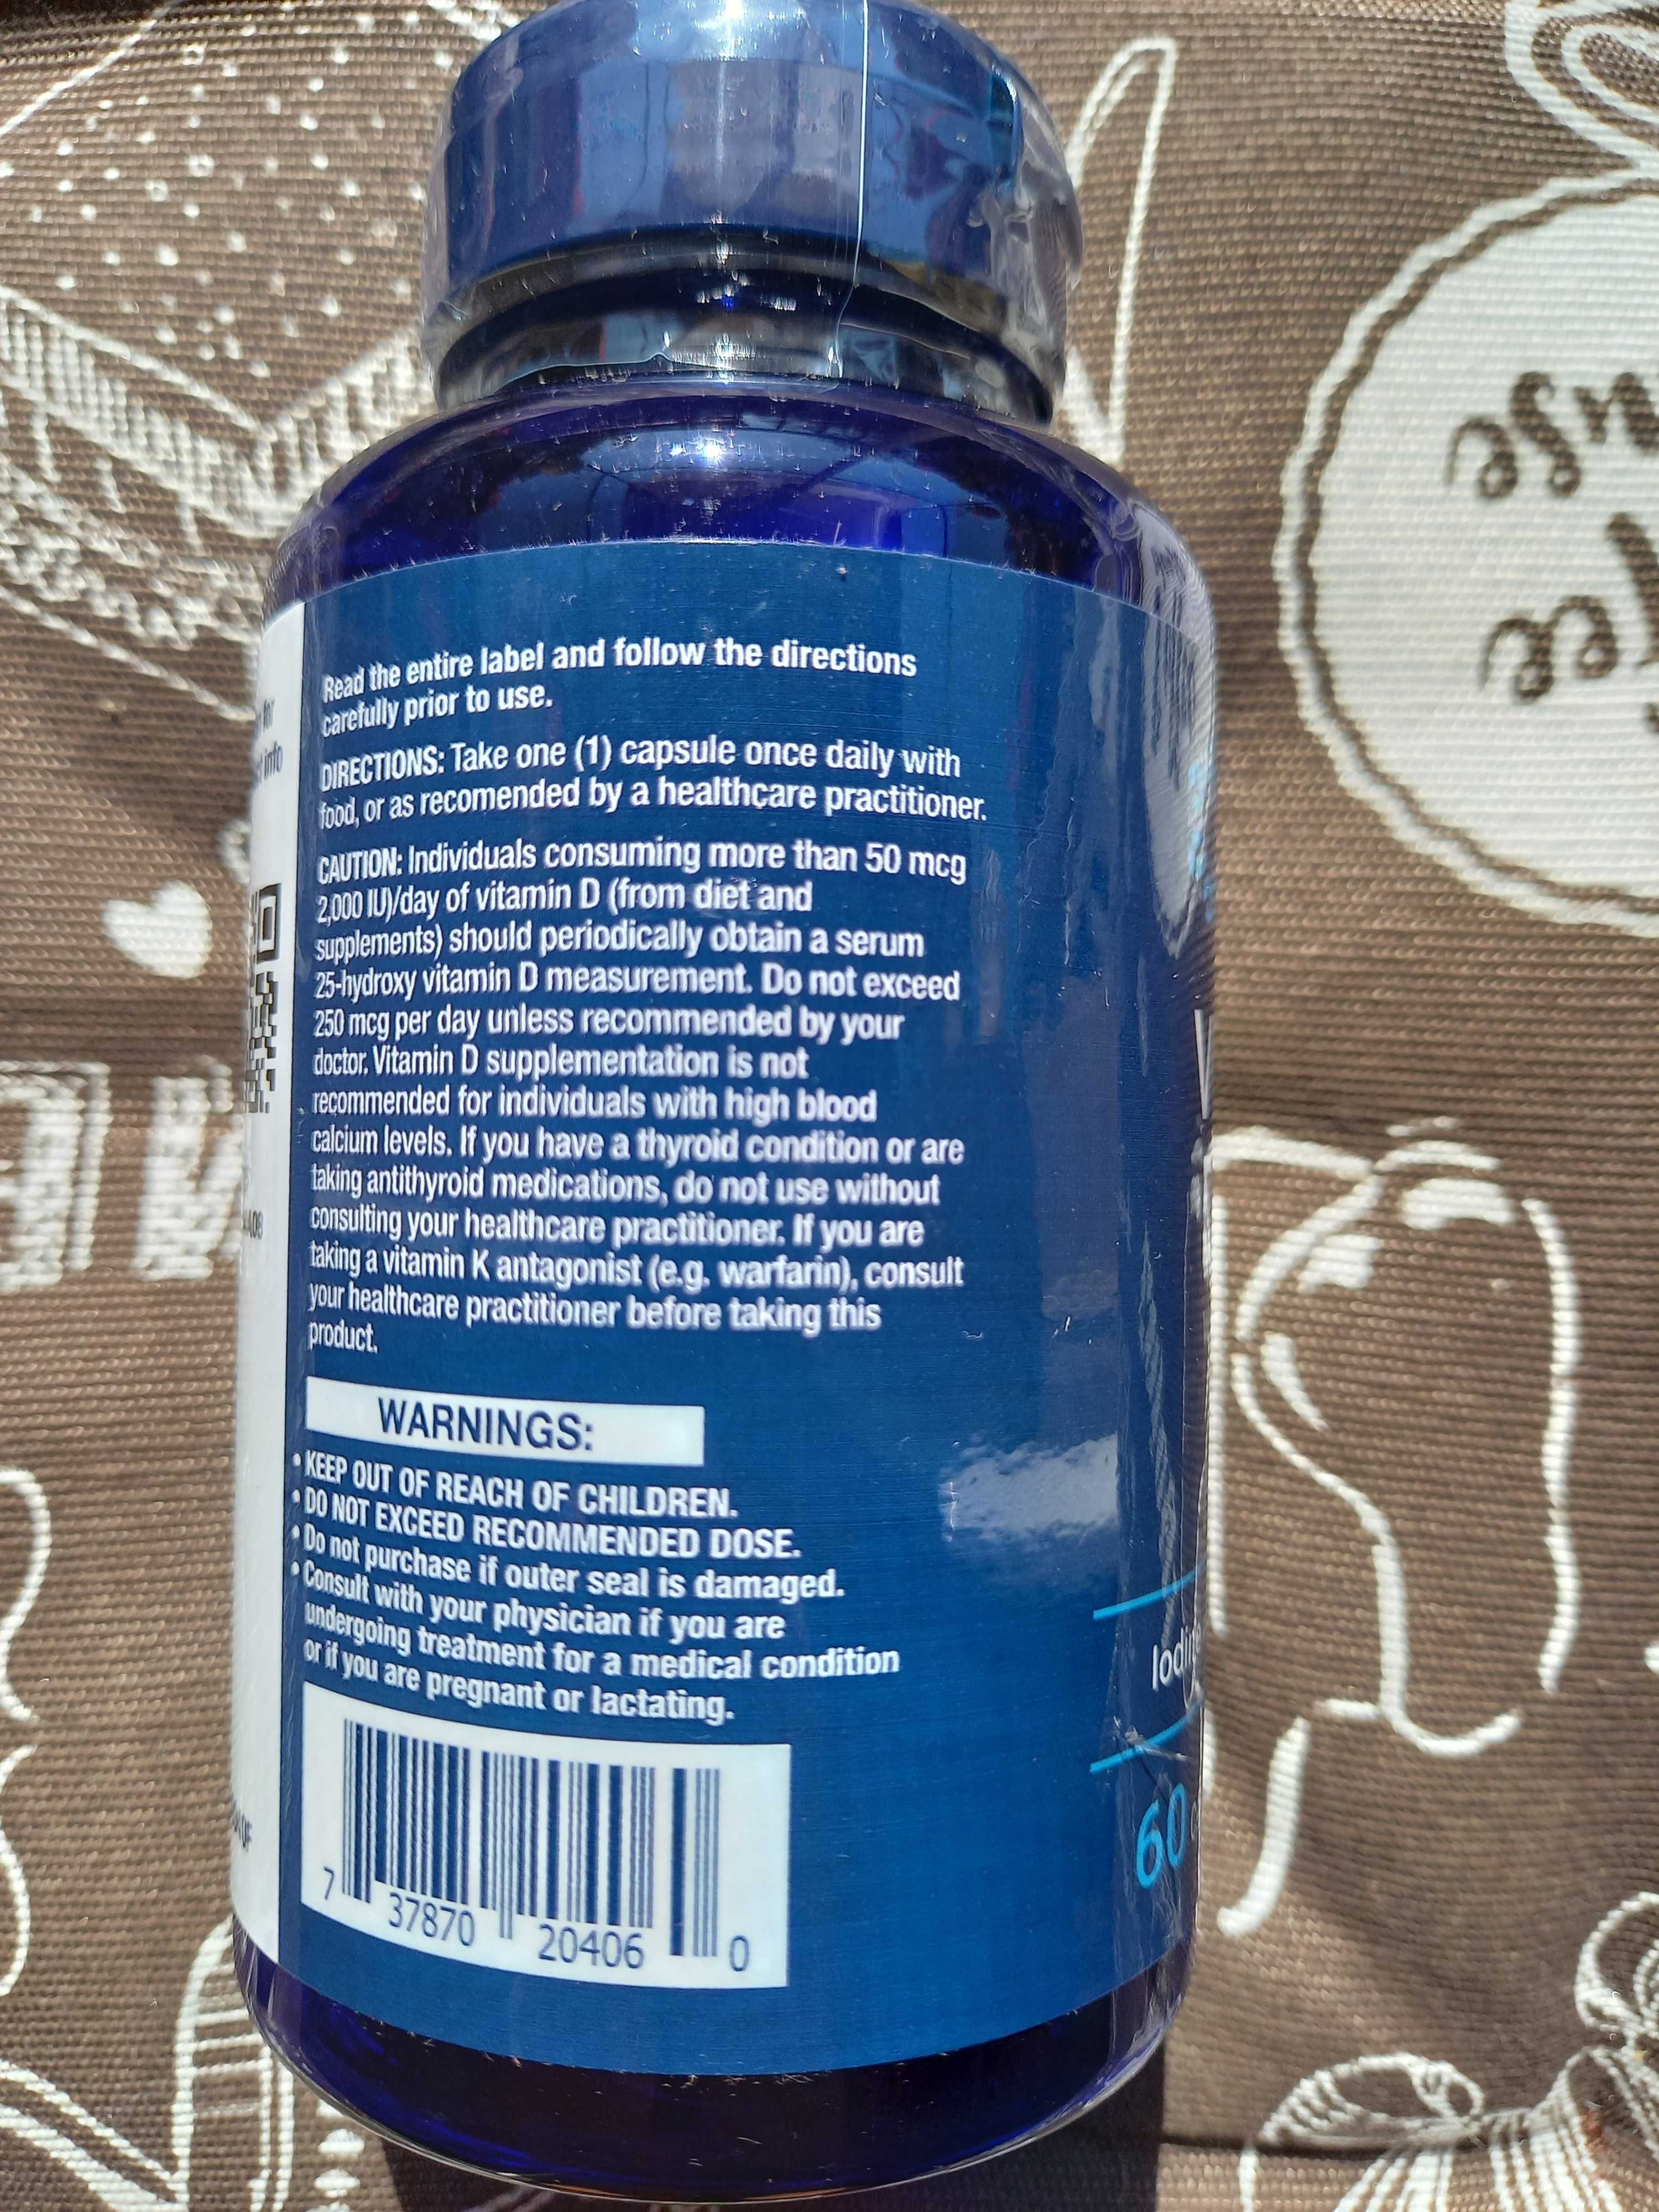 Read the entire label and follow the directions
carefully prior to use.
DIRECTIONS: Take one (1) capsule once daily with
food, or as recomended by a healthcare practitioner.
CAUTION: Individuals consuming more than 50 mcg
2,000 IU)/day of vitamin D (from diet and
supplements) should periodically obtain a serum
25-hydroxy vitamin D measurement. Do not exceed
250 mcg per day unless recommended by your
doctor. Vitamin D supplementation is not
recommended for individuals with high blood
calcium levels. If you have a thyroid condition or are
taking antithyroid medications, do not use without
consulting your healthcare practitioner. If you are
taking a vitamin K antagonist (e.g. warfarin), consult
your healthcare practitioner before taking this
product.
WARNINGS:
• KEEP OUT OF REACH OF CHILDREN.
• DO NOT EXCEED RECOMMENDED DOSE.
• Do not purchase if outer seal is damaged.
• Consult with your physician if you are
undergoing treatment for a medical condition
or if you are pregnant or lactating.
7 37870 20406 0
info
60